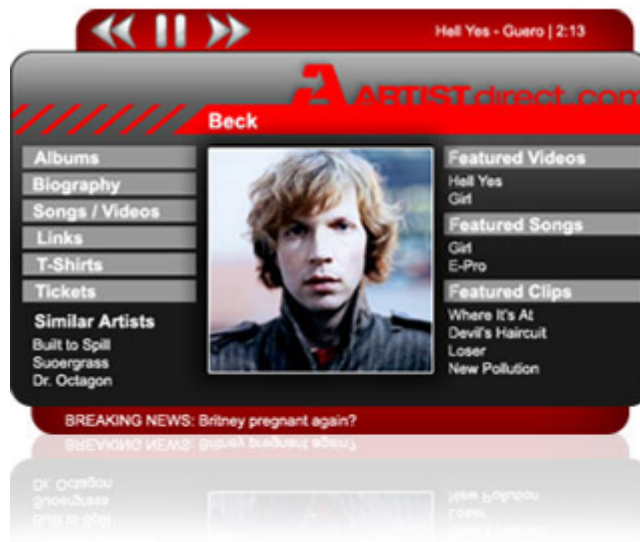 Hell Yes - Guero | 2:13
ARTISTdirect.com
Beck
Albums
Biography
Songs / Videos
Links
T-Shirts
Tickets
Similar Artists
Built to Spill
Supergrass
Dr. Octagon
Featured Videos
Hell Yes
Girl
Featured Songs
Girl
E-Pro
Featured Clips
Where It's At
Devil's Haircuit
Loser
New Pollution
BREAKING NEWS: Britney pregnant again?